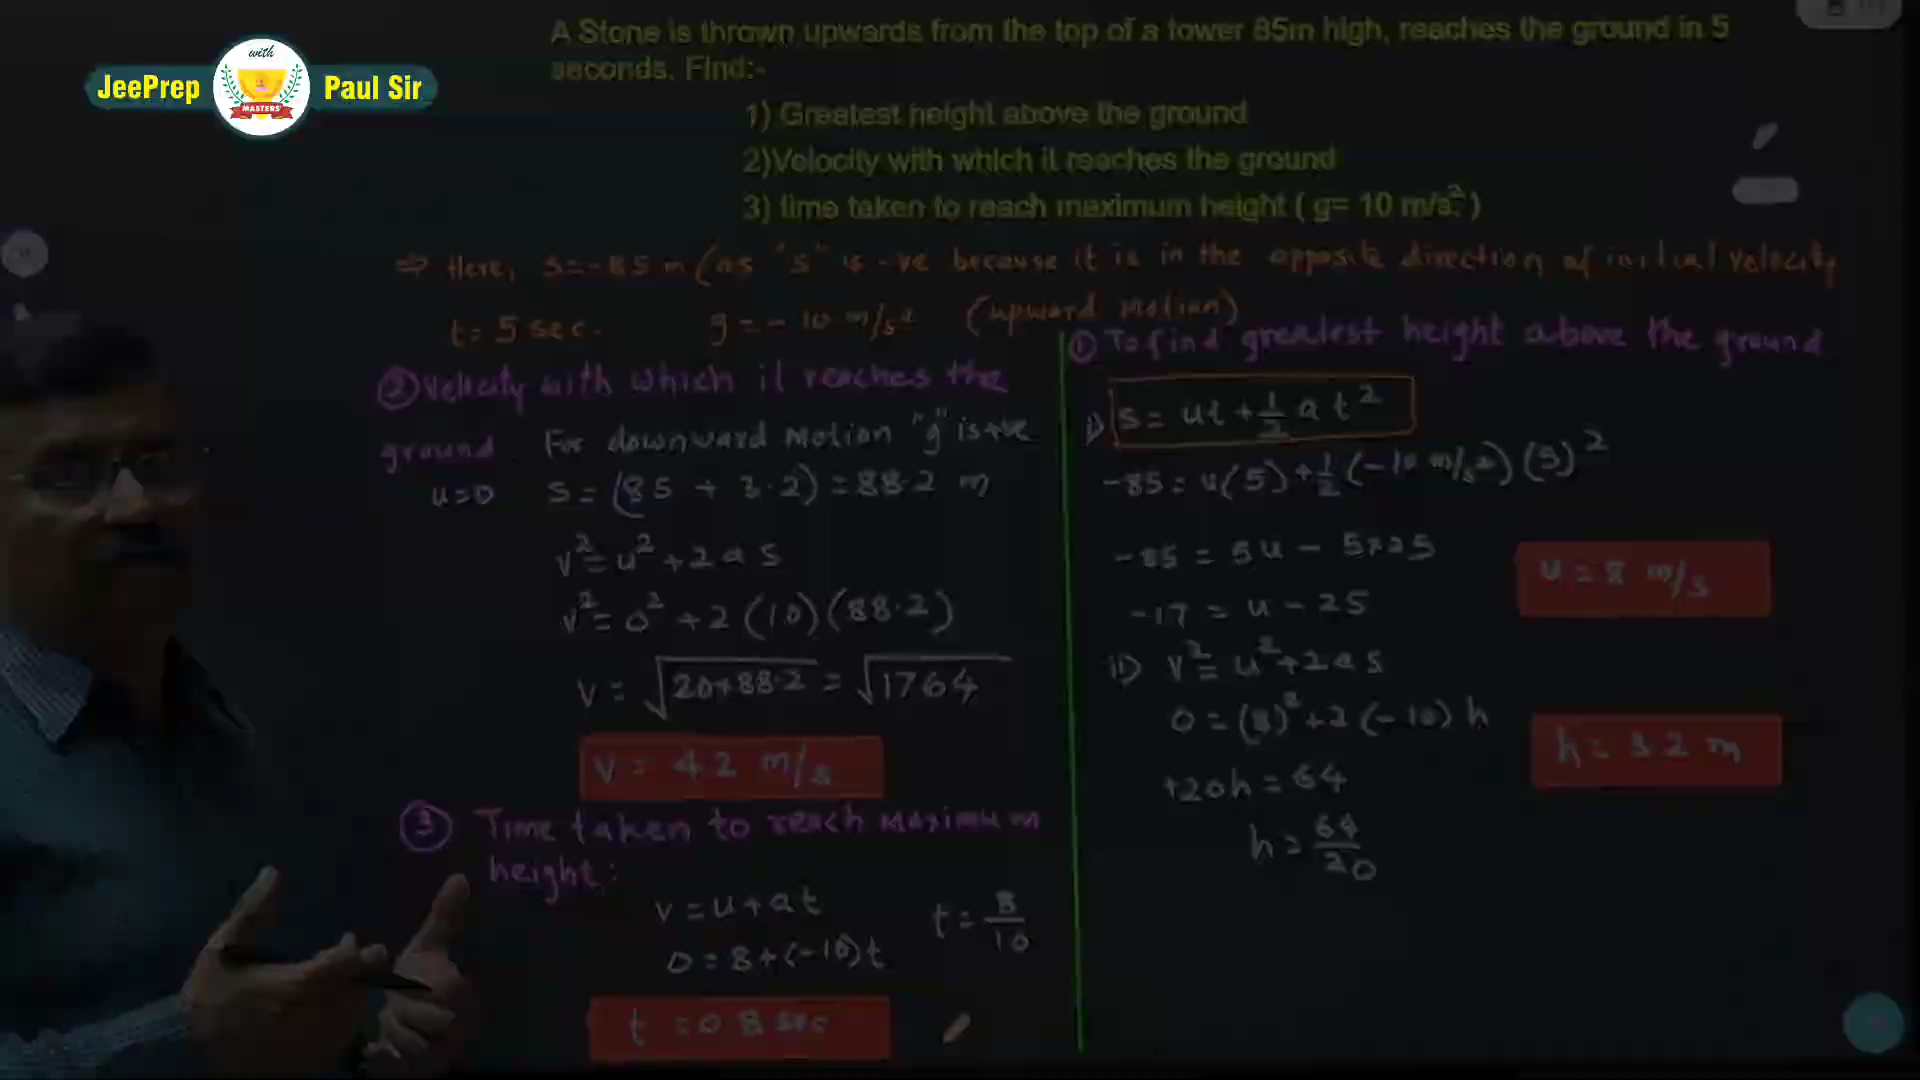 with
JeePrep
Paul Sir
MASTERS
A Stone is thrown upwards from the top of a tower 85m high, reaches the ground in 5
seconds. Find:-
1) Greatest height above the ground
2)Velocity with which it reaches the ground
3) time taken to reach maximum height ( g= 10 m/s² )
⇒ Here, s=-85 m (as "s" is -ve because it is in the opposite direction of initial velocity
t= 5 sec. g=- 10 m/s² (upward motion)
② Velocity with which it reaches the
ground. For downward motion "g" is +ve
u=0 s= (85 + 3.2) = 88.2 m
v²= u² + 2 a s
v²= 0² + 2 (10) (88.2)
v = √20×88.2 = √1764
v = 42 m/s
③ Time taken to reach maximum
height:
v = u + at t = 8/10
0 = 8 + (-10) t
t = 0.8 sec
① To find greatest height above the ground
i) s= ut + 1/2 a t²
-85 = u(5) + 1/2 (-10 m/s²) (5)²
-85 = 5u - 5×25
-17 = u - 25
u = 8 m/s
ii) v²= u² + 2 a s
0 = (8)² + 2 (-10) h
+20h = 64
h = 3.2 m
h = 64/20